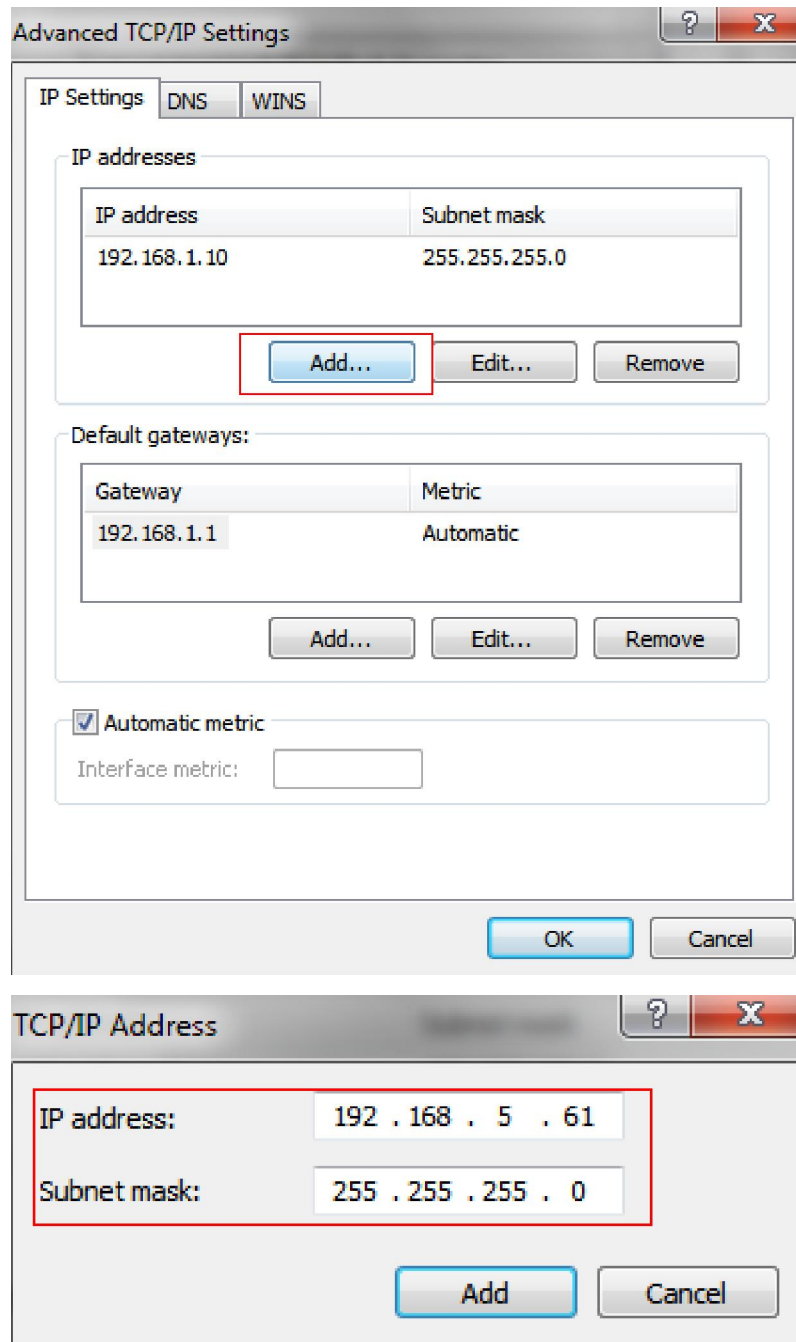 Advanced TCP/IP Settings
IP Settings DNS WINS
IP addresses
IP address Subnet mask
192.168.1.10 255.255.255.0
Add... Edit... Remove
Default gateways:
Gateway Metric
192.168.1.1 Automatic
Add... Edit... Remove
Automatic metric
Interface metric:
OK Cancel
TCP/IP Address
IP address: 192 . 168 . 5 . 61
Subnet mask: 255 . 255 . 255 . 0
Add Cancel